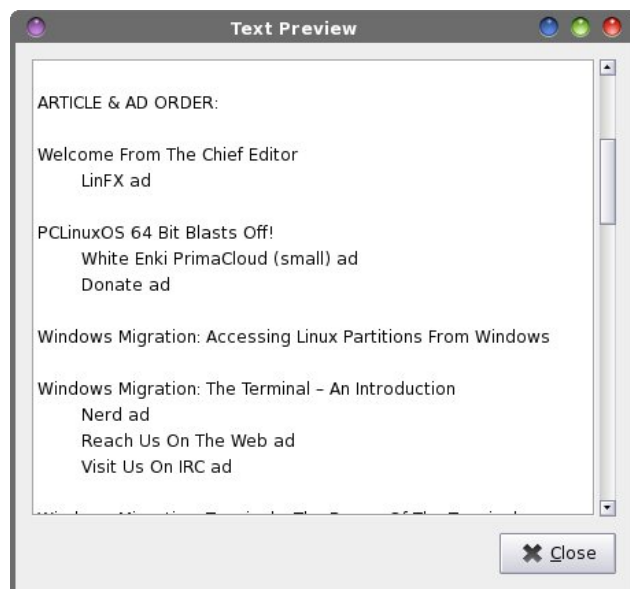 Text Preview
ARTICLE & AD ORDER:
Welcome From The Chief Editor
LinFX ad
PCLinuxOS 64 Bit Blasts Off!
White Enki PrimaCloud (small) ad
Donate ad
Windows Migration: Accessing Linux Partitions From Windows
Windows Migration: The Terminal – An Introduction
Nerd ad
Reach Us On The Web ad
Visit Us On IRC ad
Close